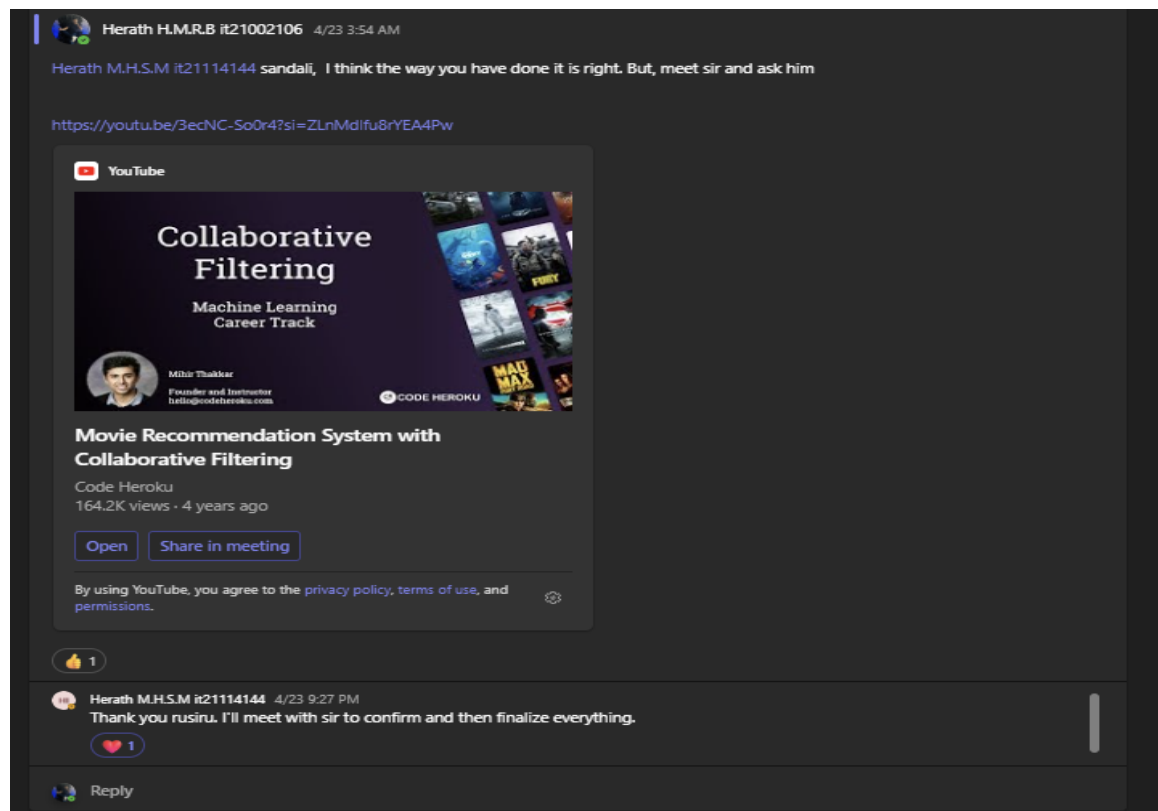 Herath H.M.R.B it21002106 4/23 3:54 AM
Herath M.H.S.M it21114144 sandali, I think the way you have done it is right. But, meet sir and ask him
https://youtu.be/3ecNC-So0r4?si=ZLnMdIfu8rYEA4Pw
YouTube
Collaborative
Filtering
Machine Learning
Career Track
FURY
MAD
MAX
Mihir Thakkar
Founder and Instructor
hello@codeheroku.com
CODE HEROKU
Movie Recommendation System with
Collaborative Filtering
Code Heroku
164.2K views · 4 years ago
Open Share in meeting
By using YouTube, you agree to the privacy policy, terms of use, and
permissions.
1
Herath M.H.S.M it21114144 4/23 9:27 PM
Thank you rusiru. I'll meet with sir to confirm and then finalize everything.
1
Reply